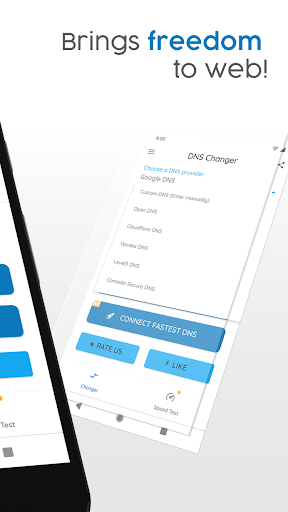 Brings freedom
to web!
9:05
DNS Changer
Choose a DNS provider
Google DNS
Custom DNS (Enter manually)
Open DNS
Cloudflare DNS
Yandex DNS
Level3 DNS
Comodo Secure DNS
CONNECT FASTEST DNS
RATE US
LIKE
Changer
Speed Test
Test